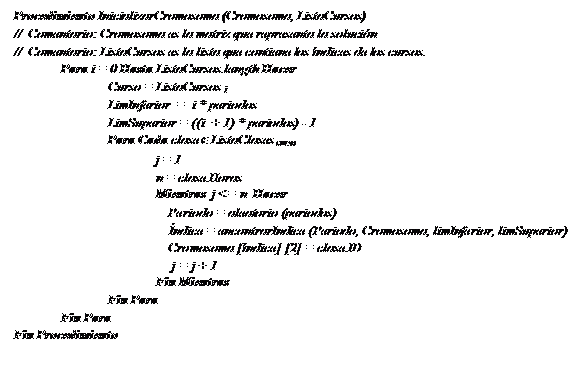 Procedimiento InicializarCromosoma (Cromosoma, ListaCursos)
// Comentario: Cromosoma es la matriz que representa la solución
// Comentario: ListaCursos es la lista que contiene los índices de los cursos.
Para i = 0 Hasta ListaCursos.length Hacer
Curso = ListaCursos i
LimInferior = i * periodos
LimSuperior = ((i + 1) * periodos) - 1
Para Cada clase ∈ ListaClases curso
j = 1
n = clase.Horas
Mientras j <= n Hacer
Periodo = aleatorio (periodos)
Índice = encontrarIndice (Periodo, Cromosoma, limInferior, limSuperior)
Cromosoma [índice] [2] = clase.ID
j = j + 1
Fin Mientras
Fin Para
Fin Para
Fin Procedimiento